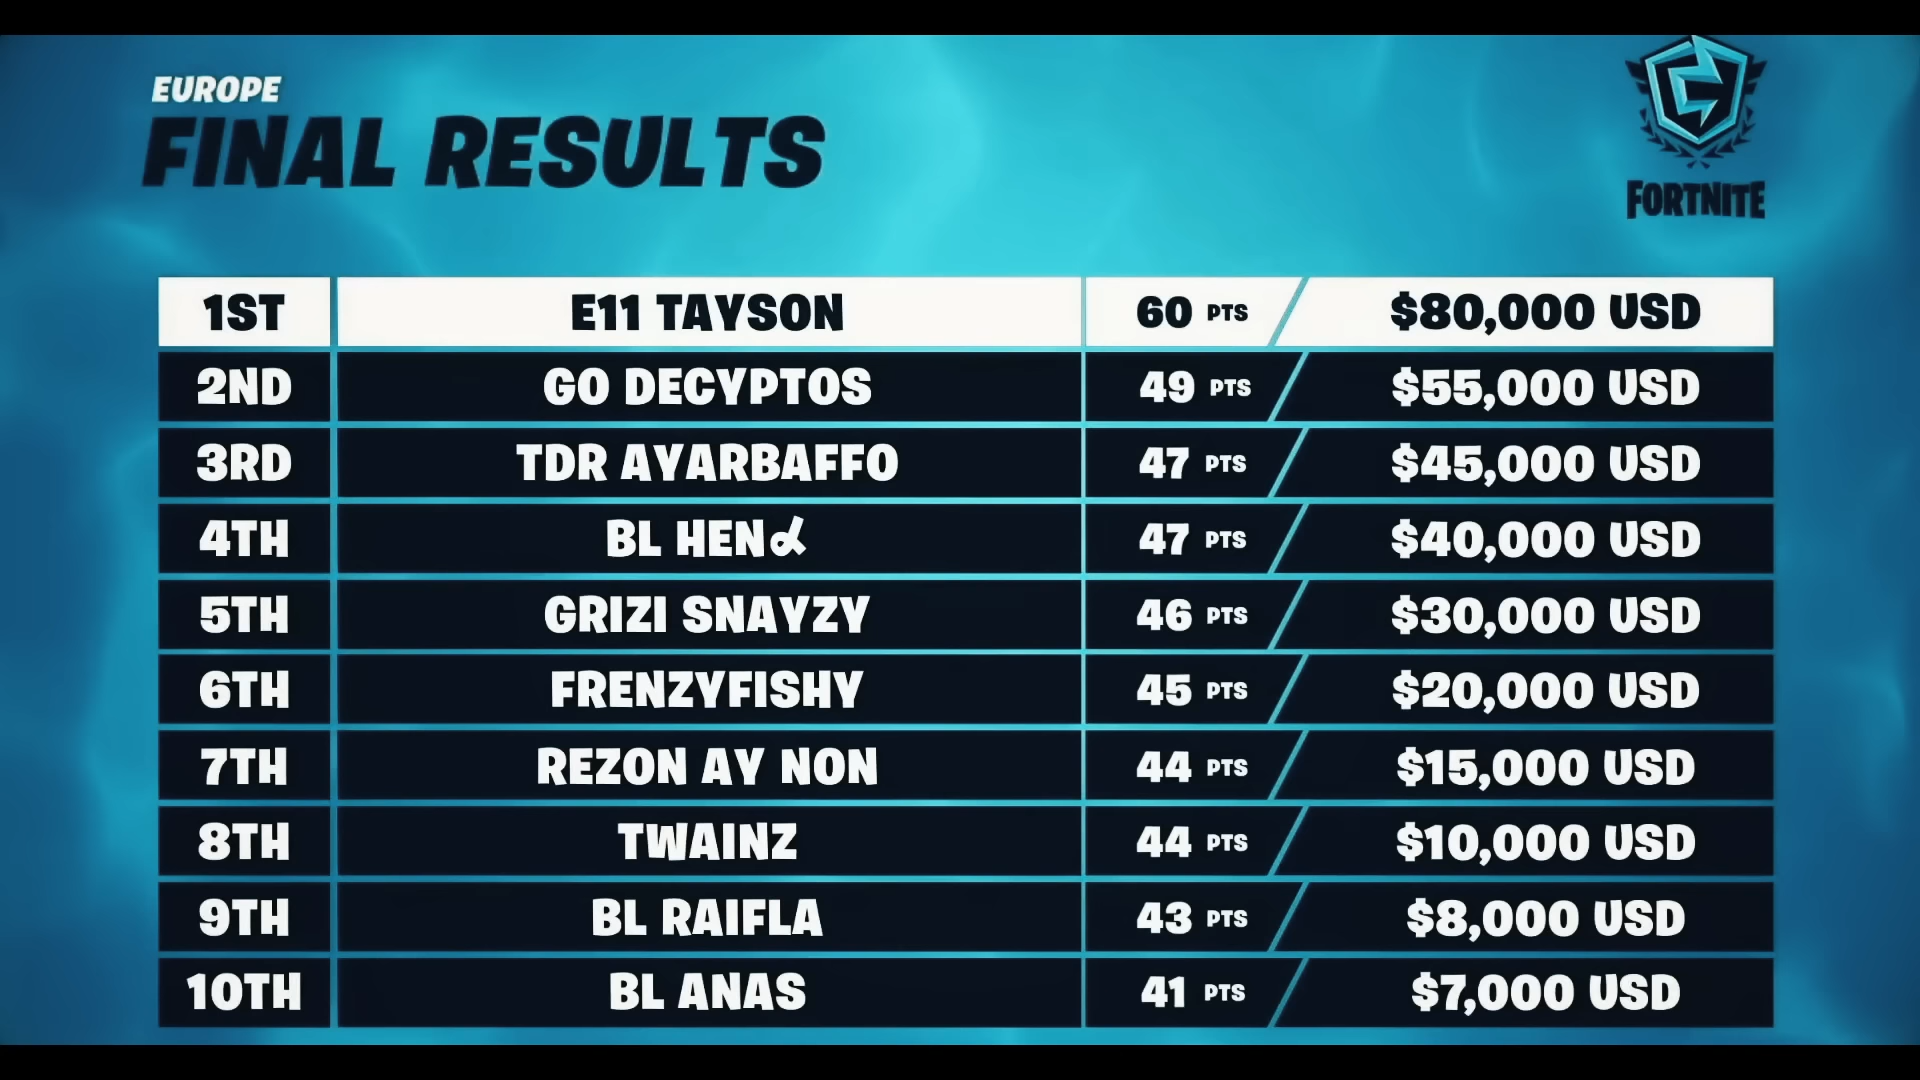 EUROPE
FINAL RESULTS
FORTNITE
1ST E11 TAYSON 60 PTS $80,000 USD
2ND GO DECYPTOS 49 PTS $55,000 USD
3RD TDR AYARBAFFO 47 PTS $45,000 USD
4TH BL HENꍏ 47 PTS $40,000 USD
5TH GRIZI SNAYZY 46 PTS $30,000 USD
6TH FRENZYFISHY 45 PTS $20,000 USD
7TH REZON AY NON 44 PTS $15,000 USD
8TH TWAINZ 44 PTS $10,000 USD
9TH BL RAIFLA 43 PTS $8,000 USD
10TH BL ANAS 41 PTS $7,000 USD